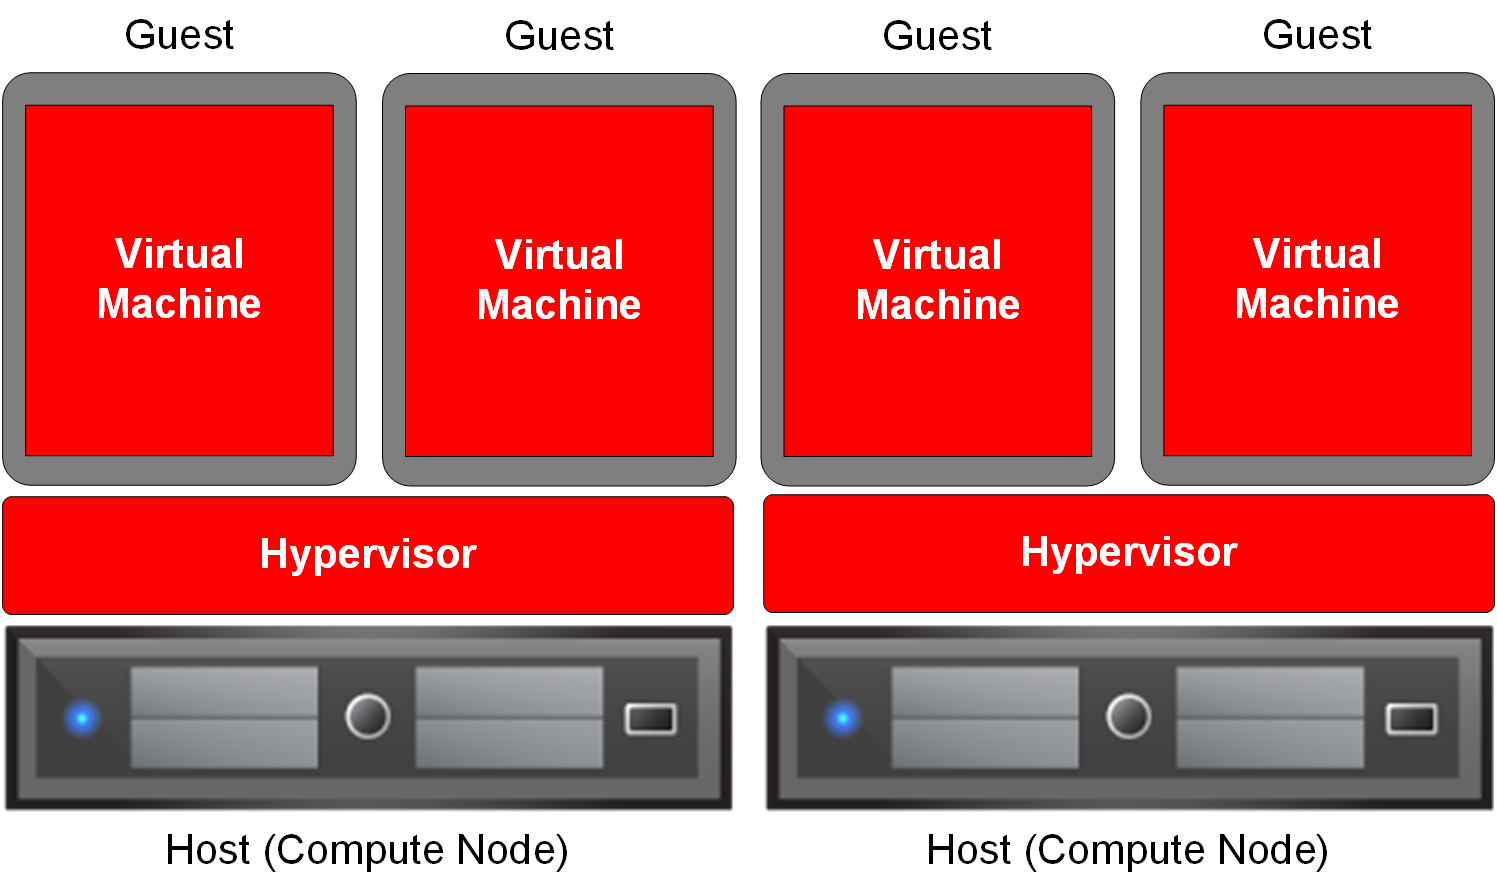 Guest
Guest
Guest
Guest
Virtual
Machine
Virtual
Machine
Virtual
Machine
Virtual
Machine
Hypervisor
Hypervisor
Host (Compute Node)
Host (Compute Node)